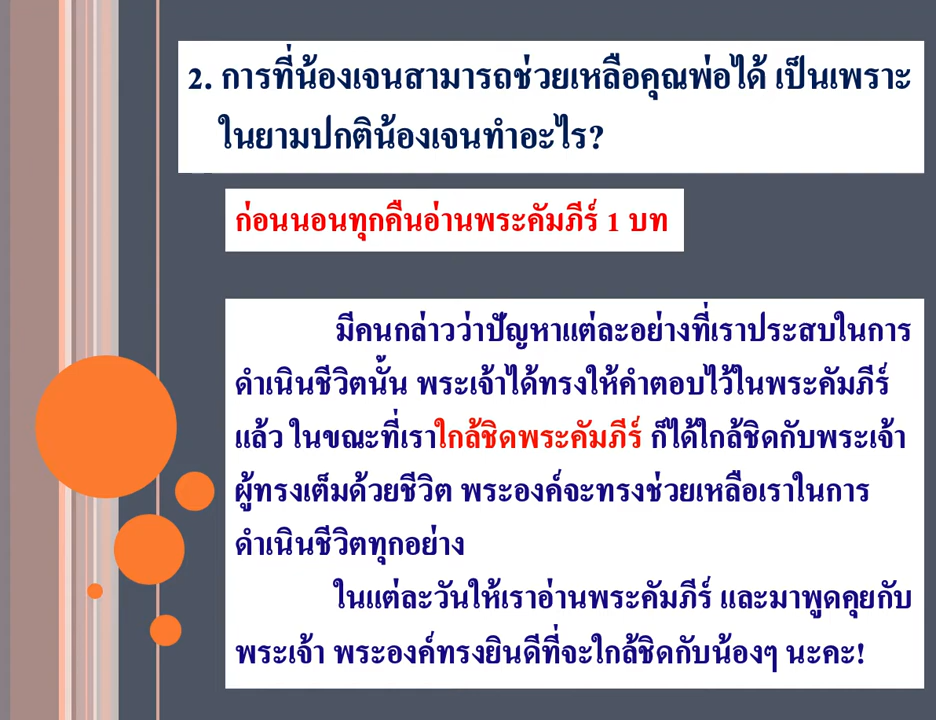 2. การที่น้องเจนสามารถช่วยเหลือคุณพ่อได้ เป็นเพราะ
ในยามปกติน้องเจนทำอะไร?
ก่อนนอนทุกคืนอ่านพระคัมภีร์ 1 บท
มีคนกล่าวว่าปัญหาแต่ละอย่างที่เราประสบในการ
ดำเนินชีวิตนั้น พระเจ้าได้ทรงให้คำตอบไว้ในพระคัมภีร์
แล้ว ในขณะที่เราใกล้ชิดพระคัมภีร์ ก็ได้ใกล้ชิดกับพระเจ้า
ผู้ทรงเต็มด้วยชีวิต พระองค์จะทรงช่วยเหลือเราในการ
ดำเนินชีวิตทุกอย่าง
ในแต่ละวันให้เราอ่านพระคัมภีร์ และมาพูดคุยกับ
พระเจ้า พระองค์ทรงยินดีที่จะใกล้ชิดกับน้องๆ นะคะ!